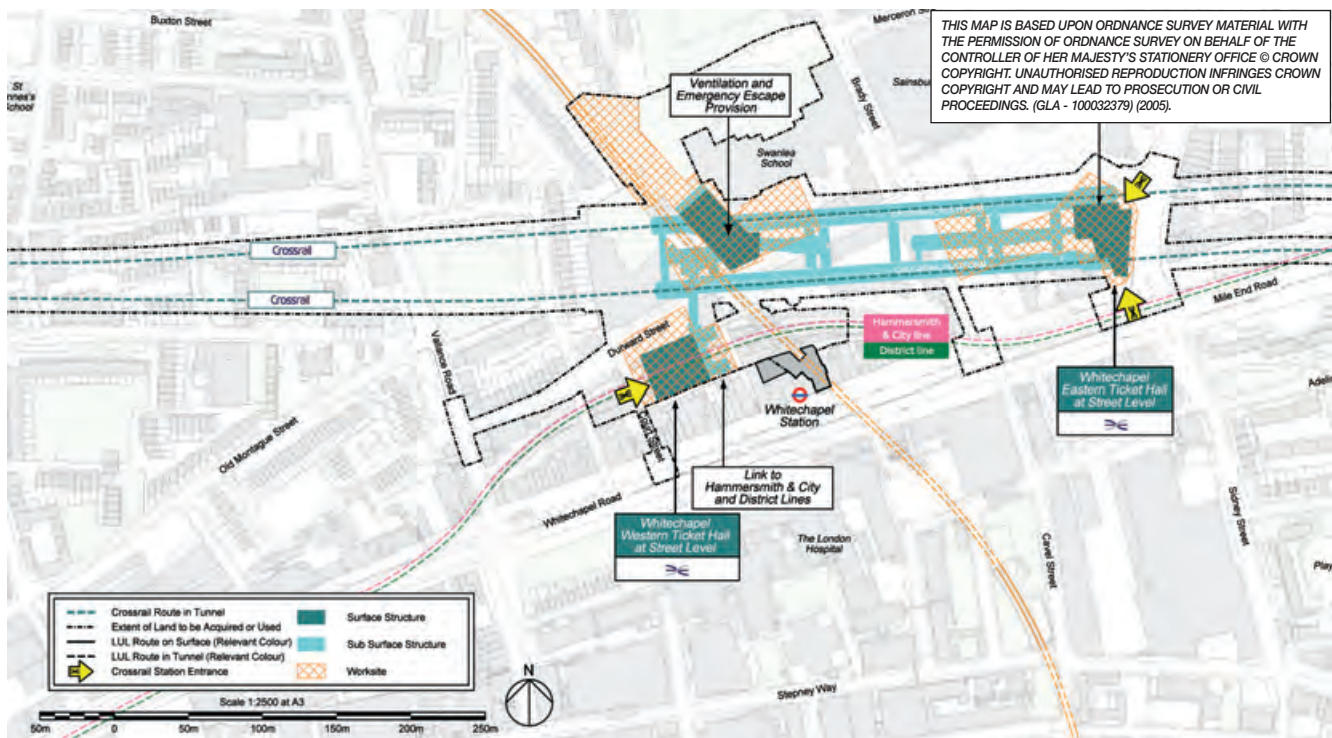 Buxton Street
Merceron
THIS MAP IS BASED UPON ORDNANCE SURVEY MATERIAL WITH
THE PERMISSION OF ORDNANCE SURVEY ON BEHALF OF THE
CONTROLLER OF HER MAJESTY'S STATIONERY OFFICE © CROWN
COPYRIGHT. UNAUTHORISED REPRODUCTION INFRINGES CROWN
COPYRIGHT AND MAY LEAD TO PROSECUTION OR CIVIL
PROCEEDINGS. (GLA - 100032379) (2005).
St
School
Ventilation and
Emergency Escape
Provision
Brady Street
Swanlea
School
Crossrail
Crossrail
Vallance Road
Durward Street
Hammersmith
& City line
District line
Mile End Road
Whitechapel
Eastern Ticket Hall
at Street Level
Whitechapel
Station
Old Montague Street
Link to
Hammersmith & City
and District Lines
Whitechapel Road
Whitechapel
Western Ticket Hall
at Street Level
The London
Hospital
Cavel Street
Sidney Street
Stepney Way
Crossrail Route in Tunnel
Extent of Land to be Acquired or Used
LUL Route on Surface (Relevant Colour)
LUL Route in Tunnel (Relevant Colour)
Crossrail Station Entrance
Surface Structure
Sub Surface Structure
Worksite
Scale 1:2500 at A3
50m 0 50m 100m 150m 200m 250m
N